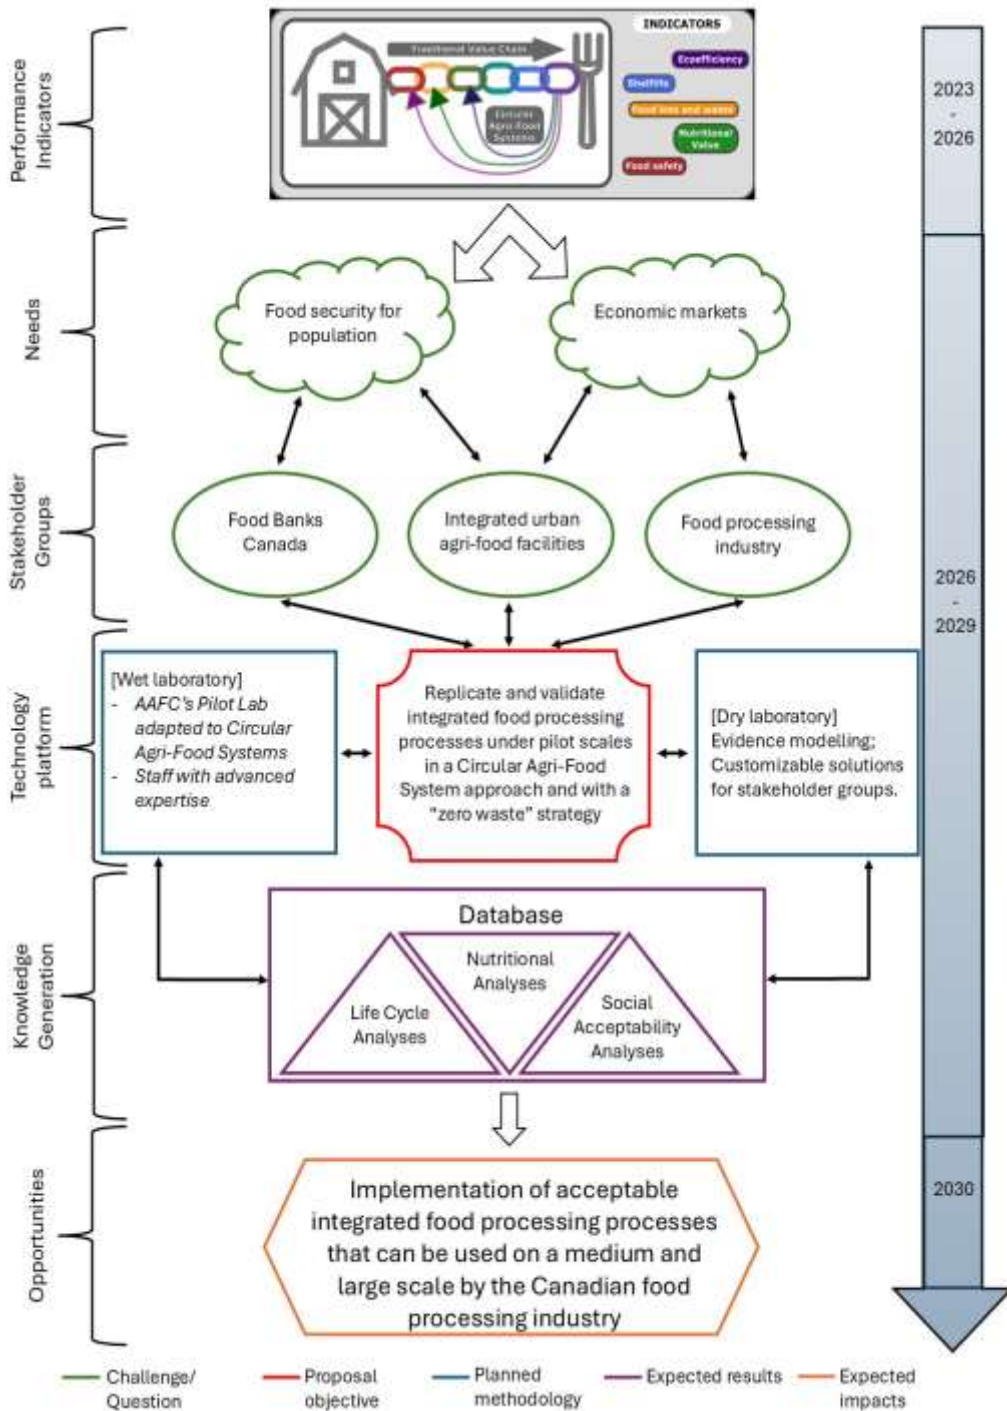 Performance
Indicators
INDICATORS
Traditional Value Chain
Agri-Food
Systems
Ecoefficiency
Shelflife
Food loss and waste
Nutritional
Value
Food safety
2023
-
2026
Needs
Food security for
population
Economic markets
Stakeholder
Groups
Food Banks
Canada
Integrated urban
agri-food facilities
Food processing
industry
2026
-
2029
Technology
platform
[Wet laboratory]
- AAFC's Pilot Lab
adapted to Circular
Agri-Food Systems
- Staff with advanced
expertise
Replicate and validate
integrated food processing
processes under pilot scales
in a Circular Agri-Food
System approach and with a
"zero waste" strategy
[Dry laboratory]
Evidence modelling;
Customizable solutions
for stakeholder groups.
Knowledge
Generation
Database
Life Cycle
Analyses
Nutritional
Analyses
Social
Acceptability
Analyses
Opportunities
Implementation of acceptable
integrated food processing processes
that can be used on a medium and
large scale by the Canadian food
processing industry
2030
Challenge/
Question
Proposal
objective
Planned
methodology
Expected results
Expected
impacts